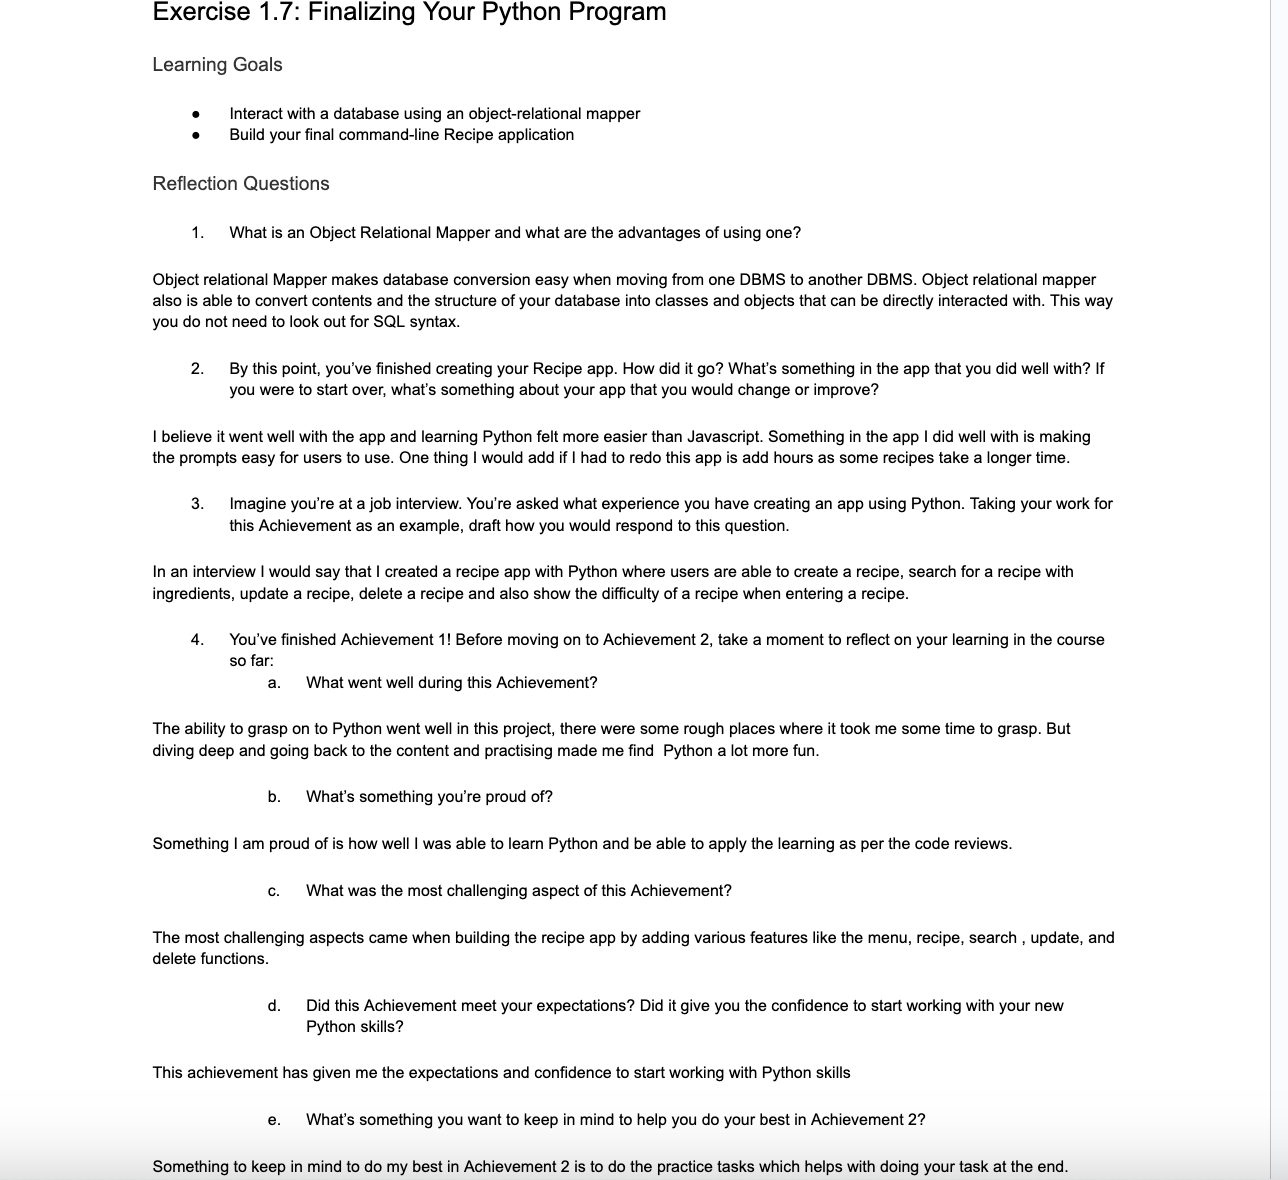 Exercise 1.7: Finalizing Your Python Program
Learning Goals
● Interact with a database using an object-relational mapper
● Build your final command-line Recipe application
Reflection Questions
1. What is an Object Relational Mapper and what are the advantages of using one?
Object relational Mapper makes database conversion easy when moving from one DBMS to another DBMS. Object relational mapper
also is able to convert contents and the structure of your database into classes and objects that can be directly interacted with. This way
you do not need to look out for SQL syntax.
2. By this point, you’ve finished creating your Recipe app. How did it go? What’s something in the app that you did well with? If
you were to start over, what’s something about your app that you would change or improve?
I believe it went well with the app and learning Python felt more easier than Javascript. Something in the app I did well with is making
the prompts easy for users to use. One thing I would add if I had to redo this app is add hours as some recipes take a longer time.
3. Imagine you’re at a job interview. You’re asked what experience you have creating an app using Python. Taking your work for
this Achievement as an example, draft how you would respond to this question.
In an interview I would say that I created a recipe app with Python where users are able to create a recipe, search for a recipe with
ingredients, update a recipe, delete a recipe and also show the difficulty of a recipe when entering a recipe.
4. You’ve finished Achievement 1! Before moving on to Achievement 2, take a moment to reflect on your learning in the course
so far:
a. What went well during this Achievement?
The ability to grasp on to Python went well in this project, there were some rough places where it took me some time to grasp. But
diving deep and going back to the content and practising made me find  Python a lot more fun.
b. What’s something you’re proud of?
Something I am proud of is how well I was able to learn Python and be able to apply the learning as per the code reviews.
c. What was the most challenging aspect of this Achievement?
The most challenging aspects came when building the recipe app by adding various features like the menu, recipe, search , update, and
delete functions.
d. Did this Achievement meet your expectations? Did it give you the confidence to start working with your new
Python skills?
This achievement has given me the expectations and confidence to start working with Python skills
e. What’s something you want to keep in mind to help you do your best in Achievement 2?
Something to keep in mind to do my best in Achievement 2 is to do the practice tasks which helps with doing your task at the end.